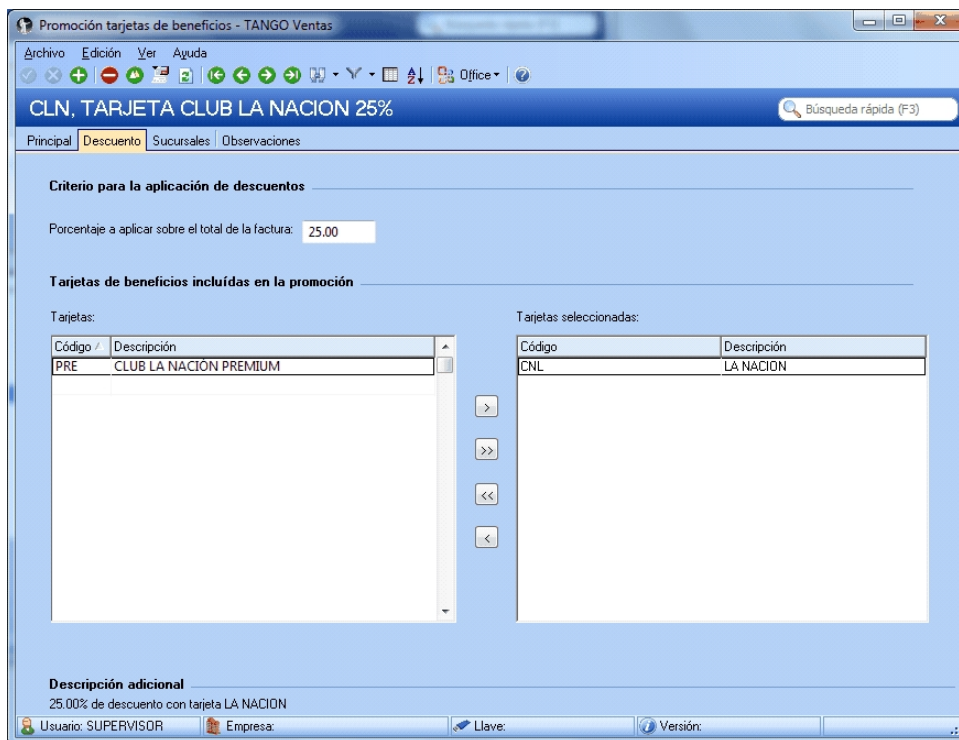 Promoción tarjetas de beneficios - TANGO Ventas
Archivo Edición Ver Ayuda
Office
CLN, TARJETA CLUB LA NACION 25%
Búsqueda rápida (F3)
Principal Descuento Sucursales Observaciones
Criterio para la aplicación de descuentos
Porcentaje a aplicar sobre el total de la factura: 25.00
Tarjetas de beneficios incluídas en la promoción
Tarjetas: Tarjetas seleccionadas:
Código Descripción Código Descripción
PRE CLUB LA NACIÓN PREMIUM CNL LA NACION
>
>>
<<
<
Descripción adicional
25.00% de descuento con tarjeta LA NACION
Usuario: SUPERVISOR Empresa: Llave: Versión: